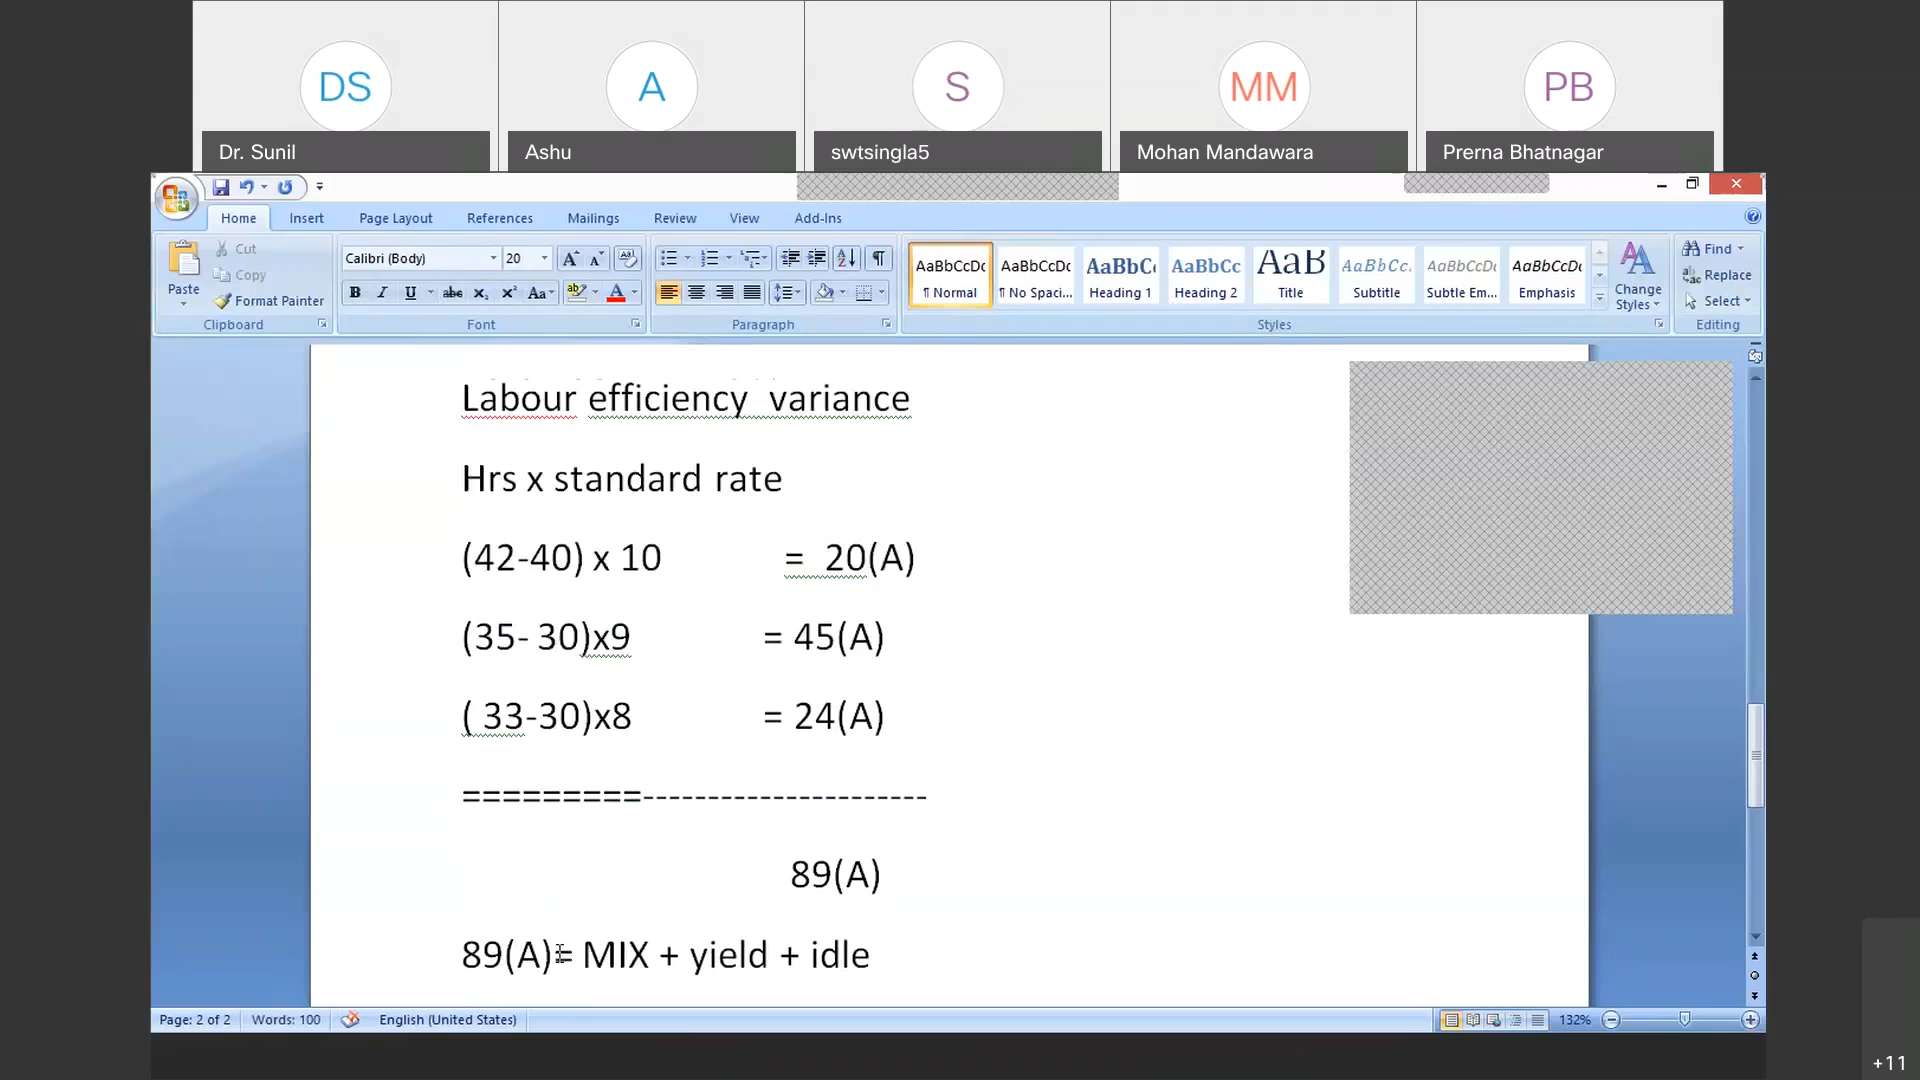 DS
A
S
MM
PB
Dr. Sunil
Ashu
swtsingla5
Mohan Mandawara
Prerna Bhatnagar
Home Insert Page Layout References Mailings Review View Add-Ins
Paste
Cut
Copy
Format Painter
Clipboard
Calibri (Body) 20
Font
Paragraph
AaBbCcDc AaBbCcDc AaBbC AaBbCc AaB AaBbCc. AaBbCcDc AaBbCcDc
¶ Normal ¶ No Spaci... Heading 1 Heading 2 Title Subtitle Subtle Em... Emphasis
Change
Styles
Styles
Find
Replace
Select
Editing
Labour efficiency variance
Hrs x standard rate
(42-40) x 10 = 20(A)
(35- 30)x9 = 45(A)
( 33-30)x8 = 24(A)
=========----------------------
89(A)
89(A)= MIX + yield + idle
Page: 2 of 2 Words: 100 English (United States) 132%
+11